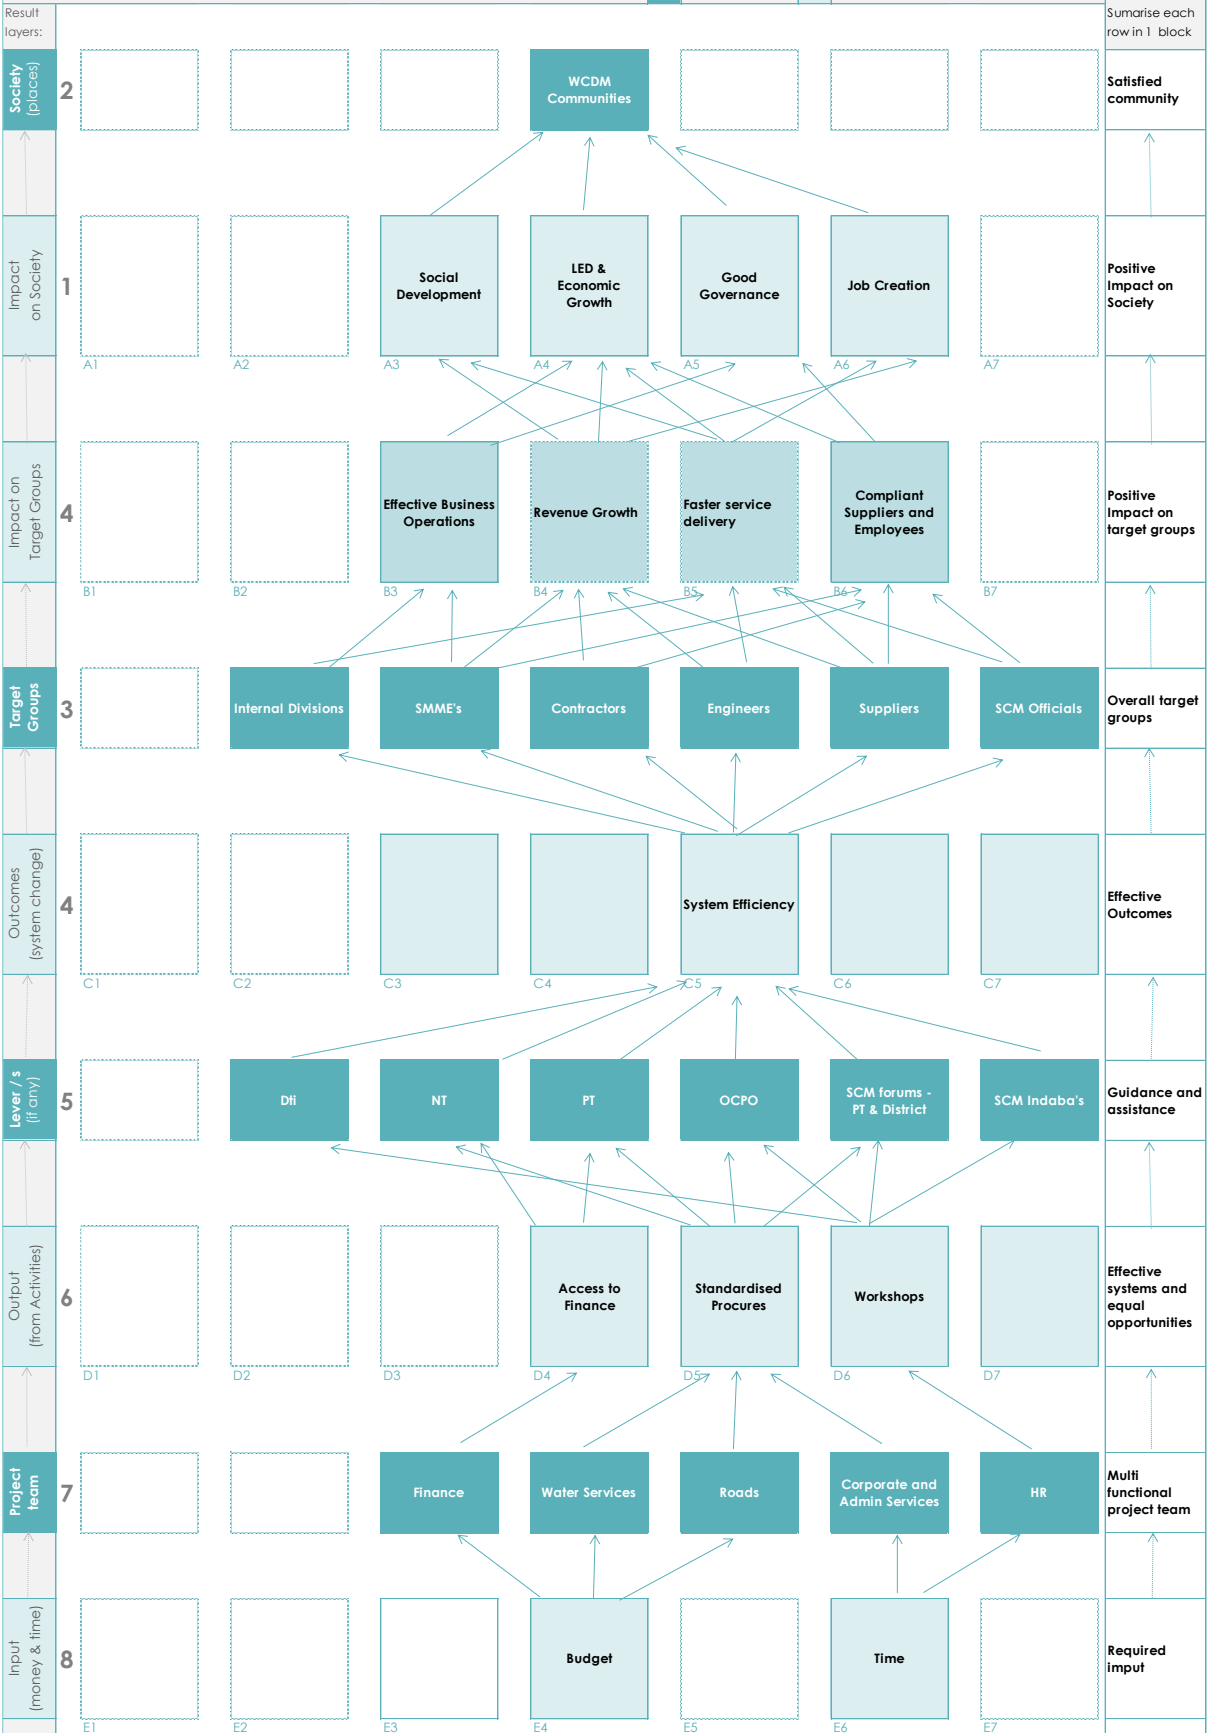 Result
layers:
Sumarise each
row in 1 block
Society
(places)
2
WCDM
Communities
Satisfied
community
Impact
on Society
1
Social
Development
LED &
Economic
Growth
Good
Governance
Job Creation
Positive
Impact on
Society
A1
A2
A3
A4
A5
A6
A7
Impact on
Target Groups
4
Effective Business
Operations
Revenue Growth
Faster service
delivery
Compliant
Suppliers and
Employees
Positive
Impact on
target groups
B1
B2
B3
B4
B5
B6
B7
Target
Groups
3
Internal Divisions
SMME's
Contractors
Engineers
Suppliers
SCM Officials
Overall target
groups
Outcomes
(system change)
4
System Efficiency
Effective
Outcomes
C1
C2
C3
C4
C5
C6
C7
Lever / s
(if any)
5
Dti
NT
PT
OCPO
SCM forums -
PT & District
SCM Indaba's
Guidance and
assistance
Output
(from Activities)
6
Access to
Finance
Standardised
Procures
Workshops
Effective
systems and
equal
opportunities
D1
D2
D3
D4
D5
D6
D7
Project
team
7
Finance
Water Services
Roads
Corporate and
Admin Services
HR
Multi
functional
project team
Input
(money & time)
8
Budget
Time
Required
imput
E1
E2
E3
E4
E5
E6
E7